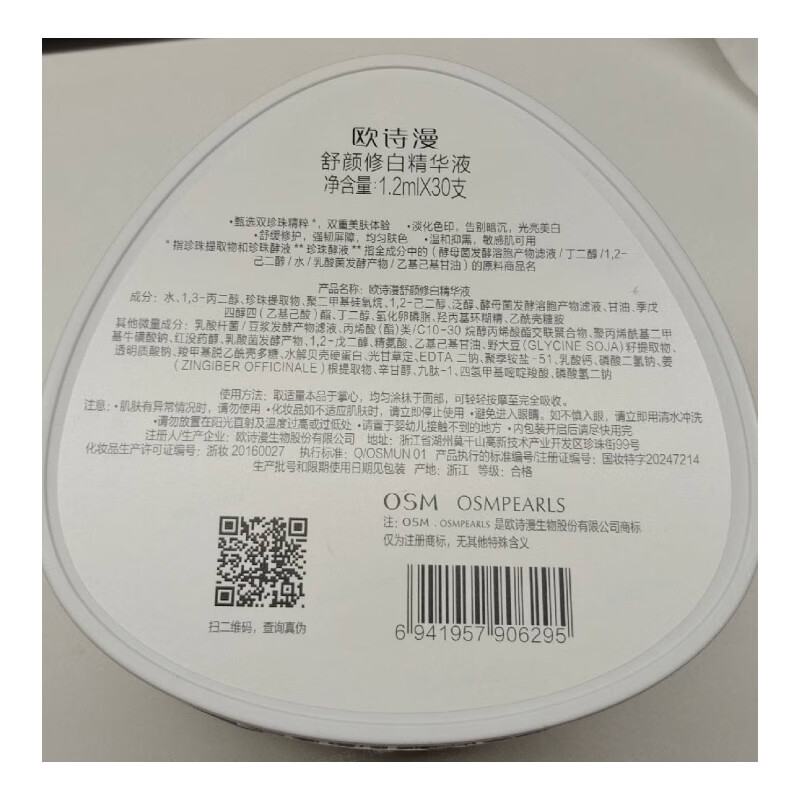 欧诗漫
舒颜修白精华液
净含量:1.2mlX30支
·甄选双珍珠精粹*，双重美肤体验 ·淡化色印，告别暗沉，光亮美白
·舒缓修护，强韧屏障，均匀肤色 ·温和抑黑，敏感肌可用
*指珍珠提取物和珍珠酵液 **珍珠酵液**指全成分中的（酵母菌发酵溶胞产物滤液/丁二醇/1,2-
己二醇/水/乳酸菌发酵产物/乙基己基甘油）的原料商品名
产品名称：欧诗漫舒颜修白精华液
成分：水、1,3-丙二醇、珍珠提取物、聚二甲基硅氧烷、1,2-己二醇、泛醇、酵母菌发酵溶胞产物滤液、甘油、季戊
四醇四（乙基己酸）酯、丁二醇、氢化卵磷脂、羟丙基环糊精、乙酰壳糖胺
其他微量成分：乳酸杆菌/豆浆发酵产物滤液、丙烯酸（酯）类/C10-30 烷醇丙烯酸酯交联聚合物、聚丙烯酰基二甲
基牛磺酸钠、红没药醇、乳酸菌发酵产物、1,2-戊二醇、精氨酸、乙基己基甘油、野大豆(GLYCINE SOJA)籽提取物、
透明质酸钠、羧甲基脱乙酰壳多糖、水解贝壳硬蛋白、光甘草定、EDTA 二钠、聚季铵盐-51、乳酸钙、磷酸二氢钠、姜
(ZINGIBER OFFICINALE)根提取物、辛甘醇、九肽-1、四氢甲基嘧啶羧酸、磷酸氢二钠
使用方法：取适量本品于掌心，均匀涂抹于面部，可轻轻按摩至完全吸收。
注意：·肌肤有异常情况时，请勿使用 ·化妆品如不适应肌肤时，请立即停止使用 ·避免进入眼睛。如不慎入眼，请立即用清水冲洗
·请勿放置在阳光直射及温度过高或过低处 ·请置于婴幼儿接触不到的地方 ·内包装开启后请尽快用完
注册人/生产企业：欧诗漫生物股份有限公司 地址：浙江省湖州莫干山高新技术产业开发区珍珠街99号
化妆品生产许可证编号：浙妆 20160027 执行标准：Q/OSMUN 01 产品执行的标准编号/注册证编号：国妆特字20247214
生产批号和限期使用日期见包装 产地：浙江 等级：合格
OSM OSMPEARLS
注：OSM 、OSMPEARLS 是欧诗漫生物股份有限公司商标
仅为注册商标，无其他特殊含义
扫二维码，查询真伪
6 941957 906295